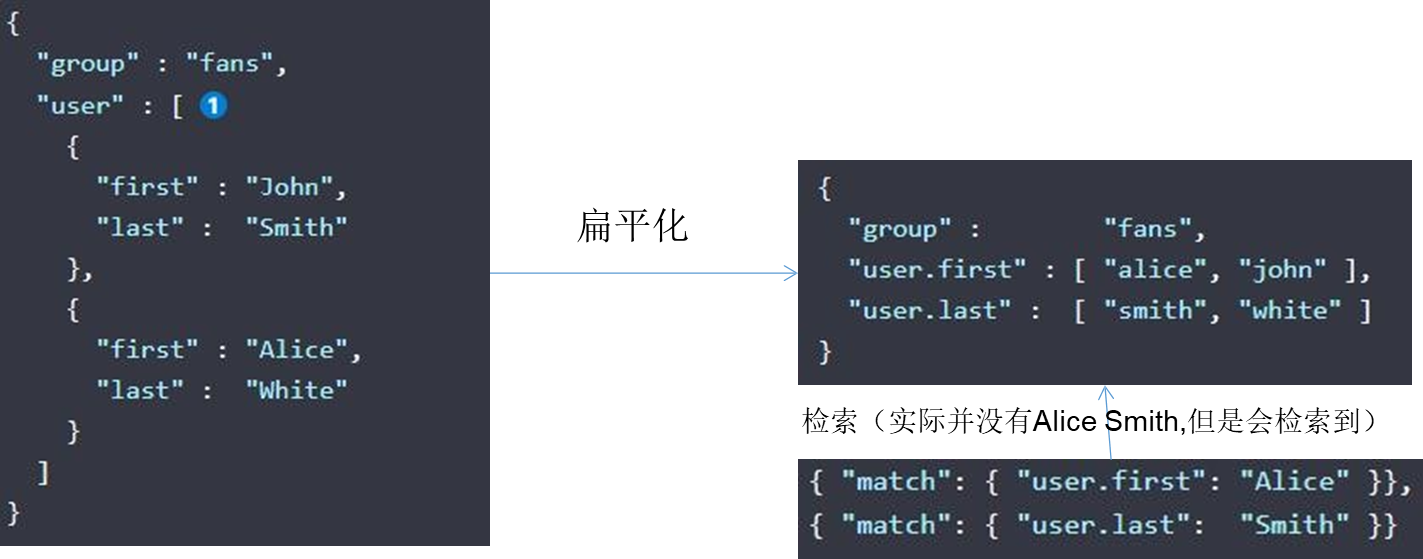 {
  "group" : "fans",
  "user" : [ 1
    {
      "first" : "John",
      "last" :  "Smith"
    },
    {
      "first" : "Alice",
      "last" :  "White"
    }
  ]
}
扁平化
{
  "group" :        "fans",
  "user.first" : [ "alice", "john" ],
  "user.last" :  [ "smith", "white" ]
}
检索（实际并没有Alice Smith,但是会检索到）
{ "match": { "user.first": "Alice" }},
{ "match": { "user.last":  "Smith" }}